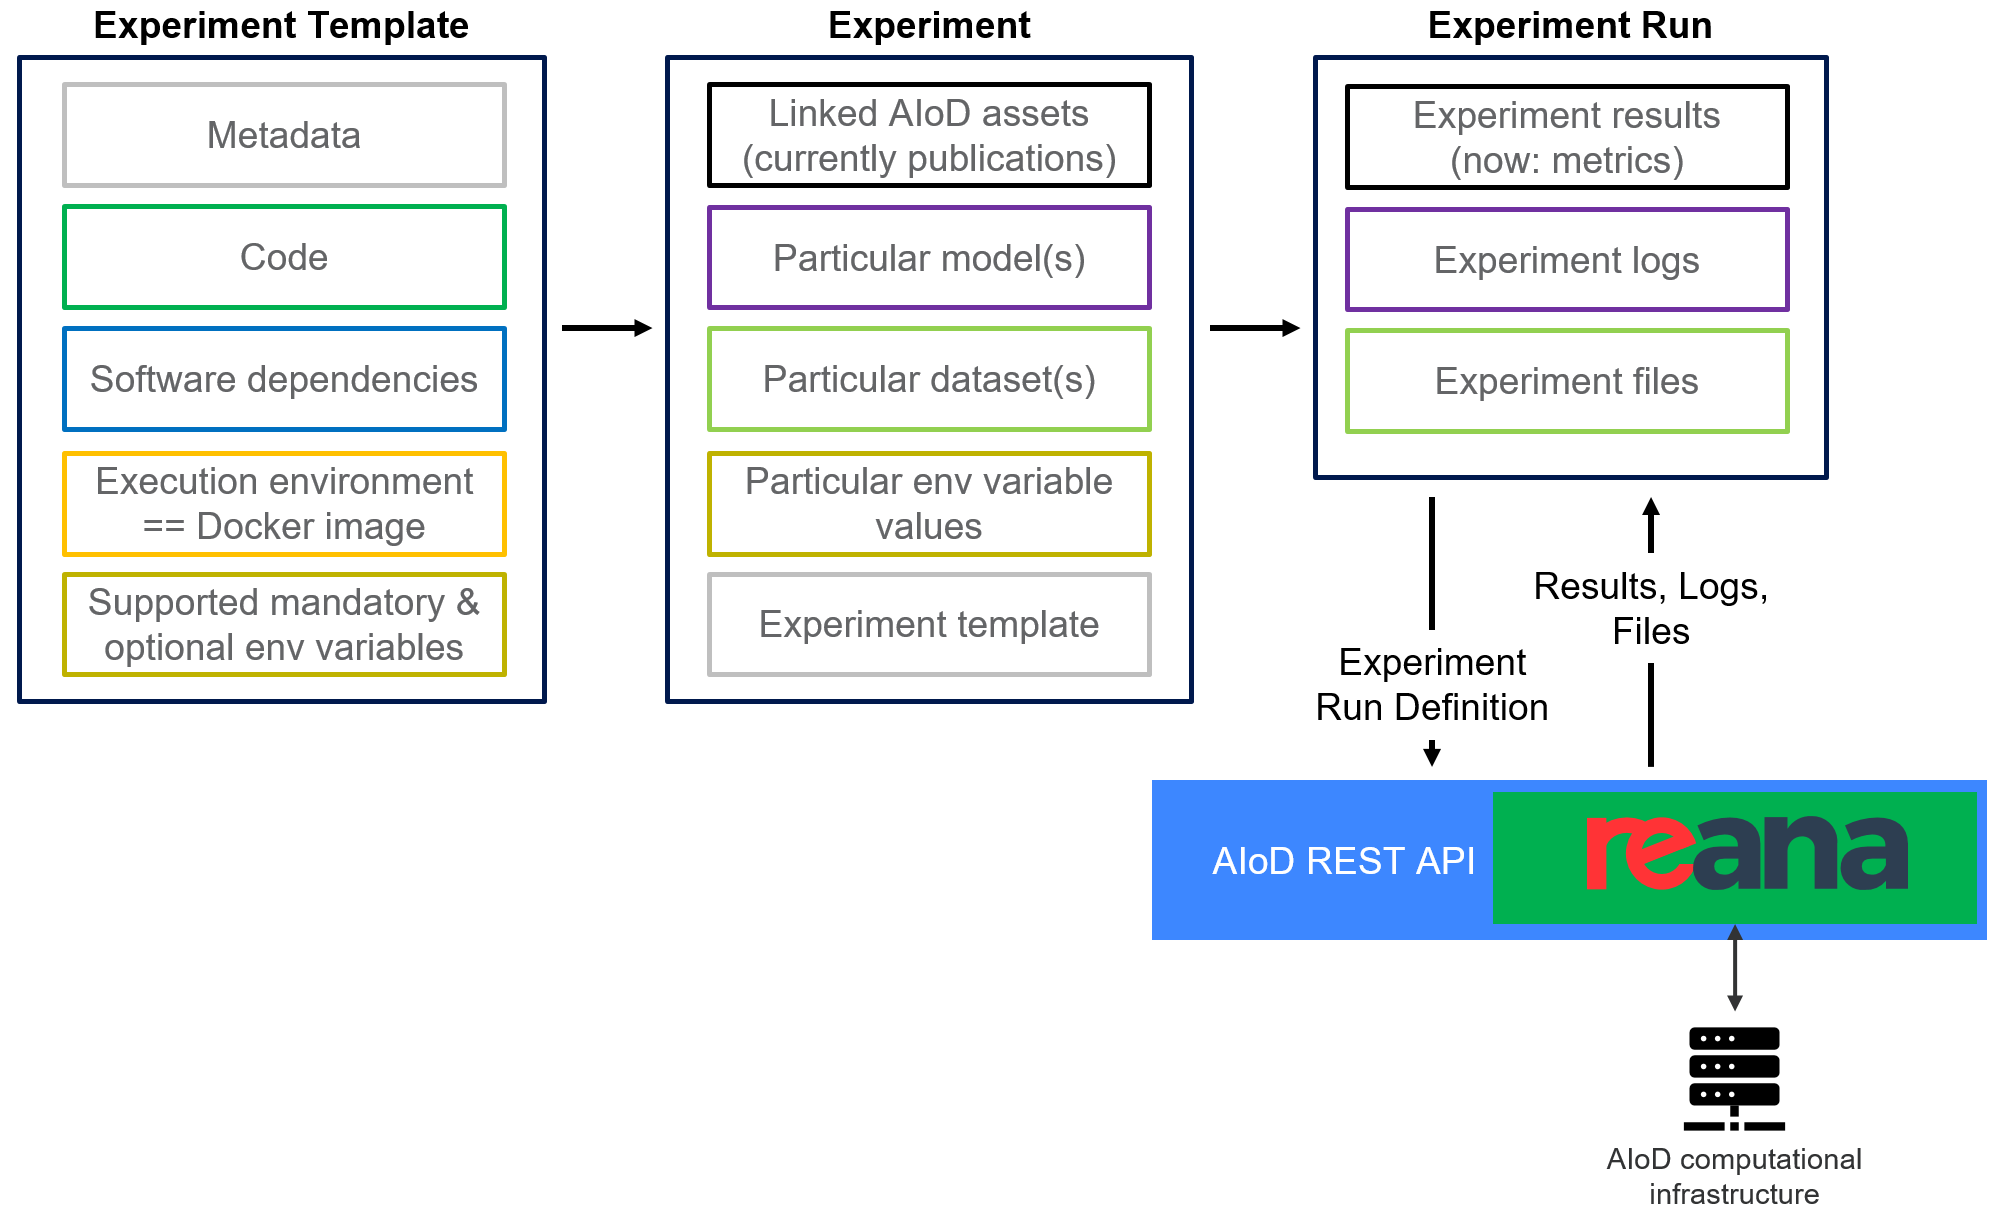 Experiment Template
Metadata
Code
Software dependencies
Execution environment
== Docker image
Supported mandatory &
optional env variables
Experiment
Linked AIoD assets
(currently publications)
Particular model(s)
Particular dataset(s)
Particular env variable
values
Experiment template
Experiment Run
Experiment results
(now: metrics)
Experiment logs
Experiment files
Experiment
Run Definition
Results, Logs,
Files
AIoD REST API
reana
AIoD computational
infrastructure